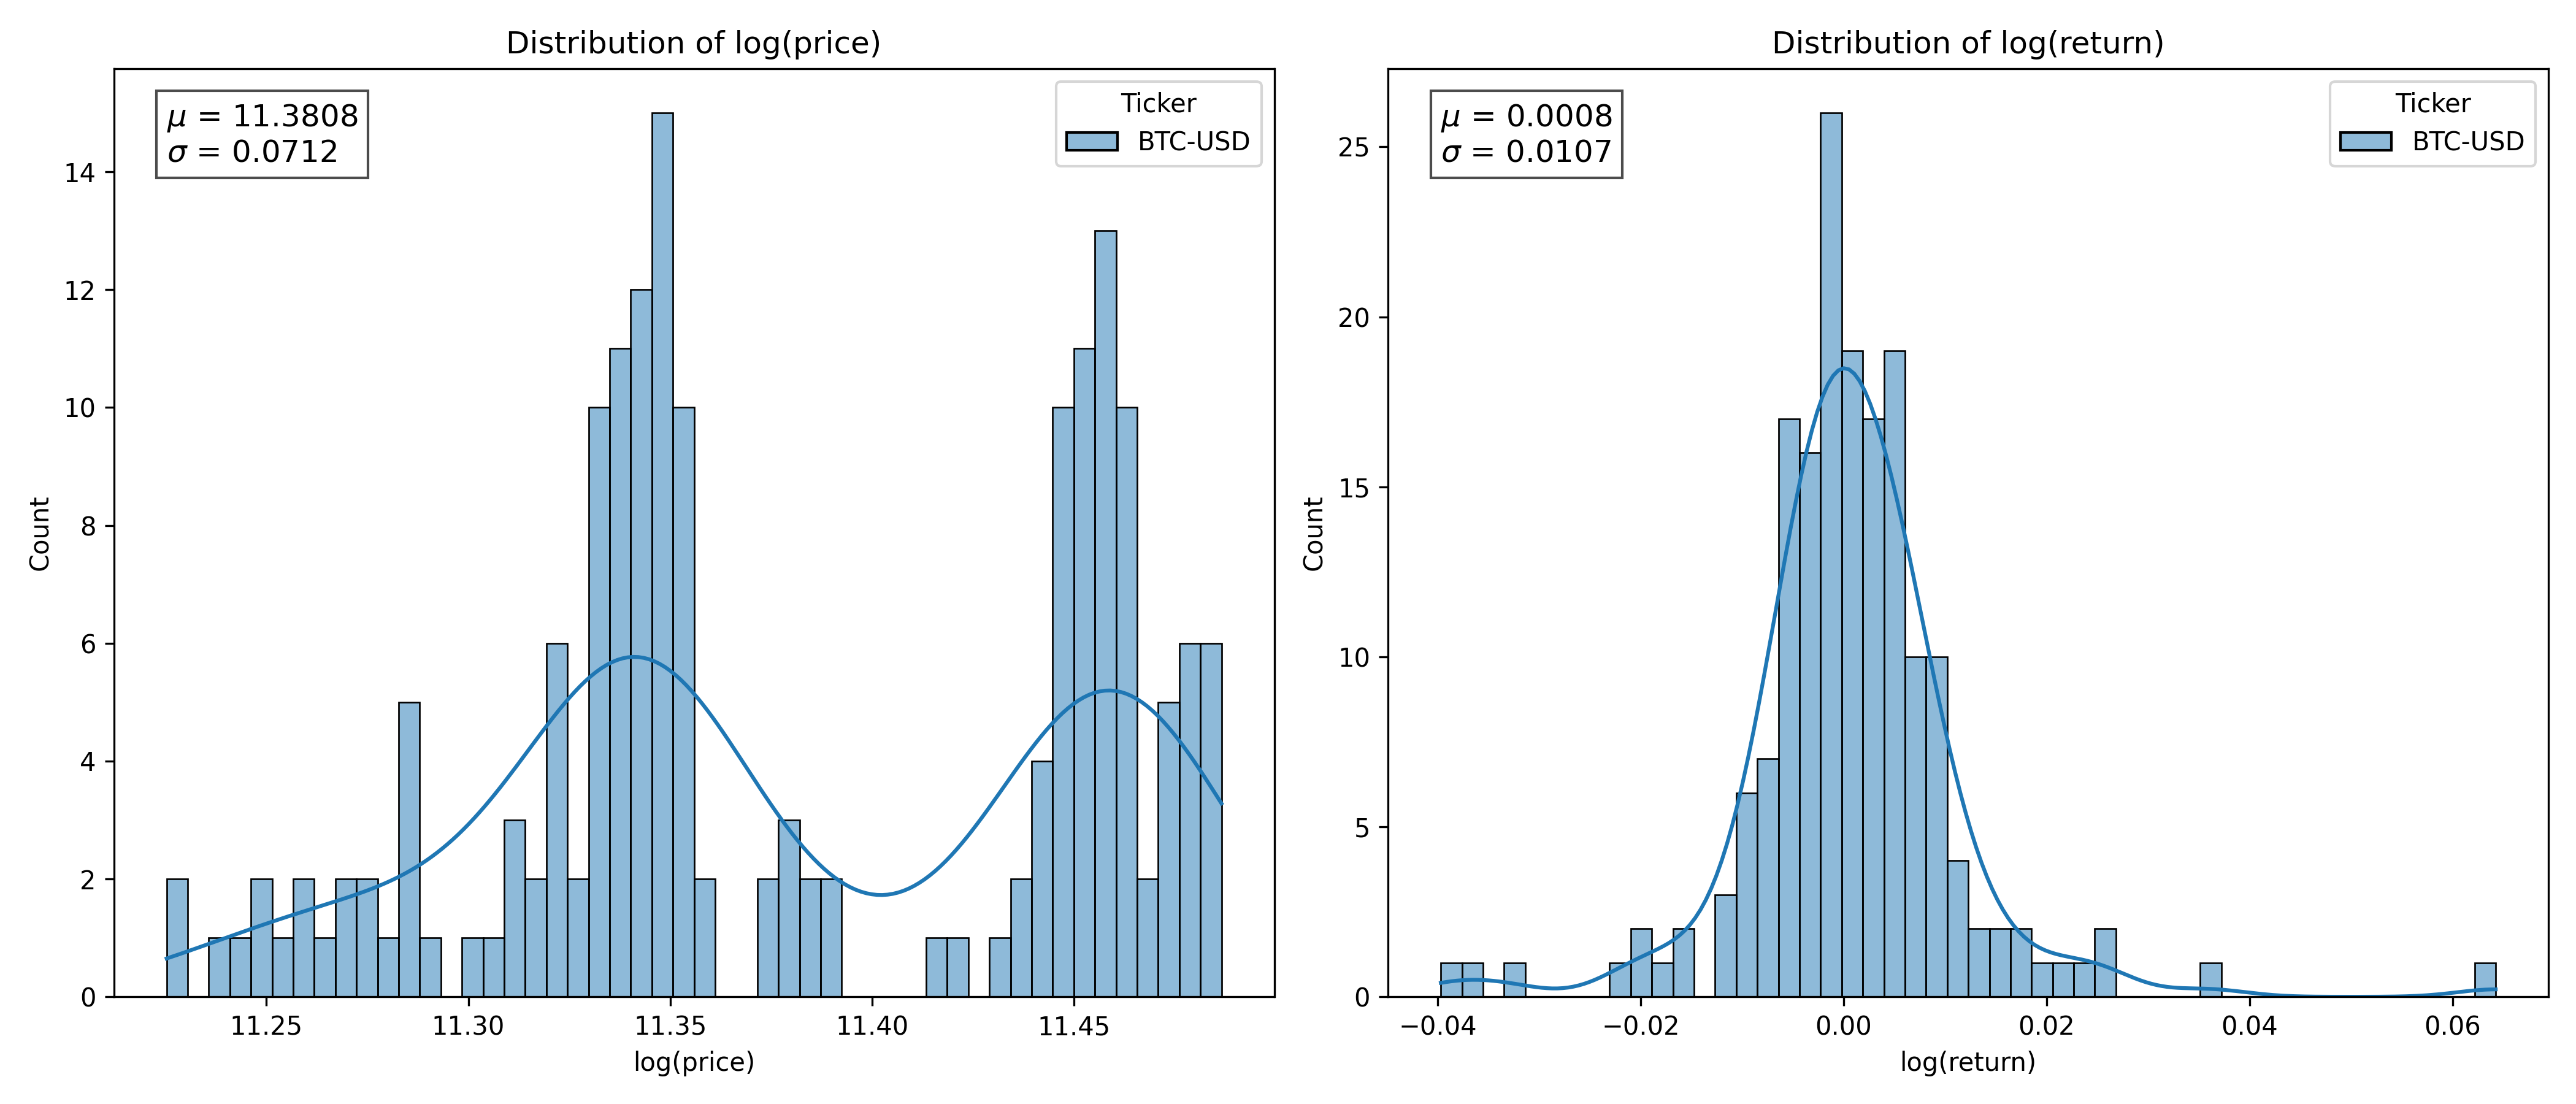 Distribution of log(price)
μ = 11.3808
σ = 0.0712
Ticker
BTC-USD
Count
0
2
4
6
8
10
12
14
11.25
11.30
11.35
11.40
11.45
log(price)
Distribution of log(return)
μ = 0.0008
σ = 0.0107
Ticker
BTC-USD
Count
0
5
10
15
20
25
−0.04
−0.02
0.00
0.02
0.04
0.06
log(return)